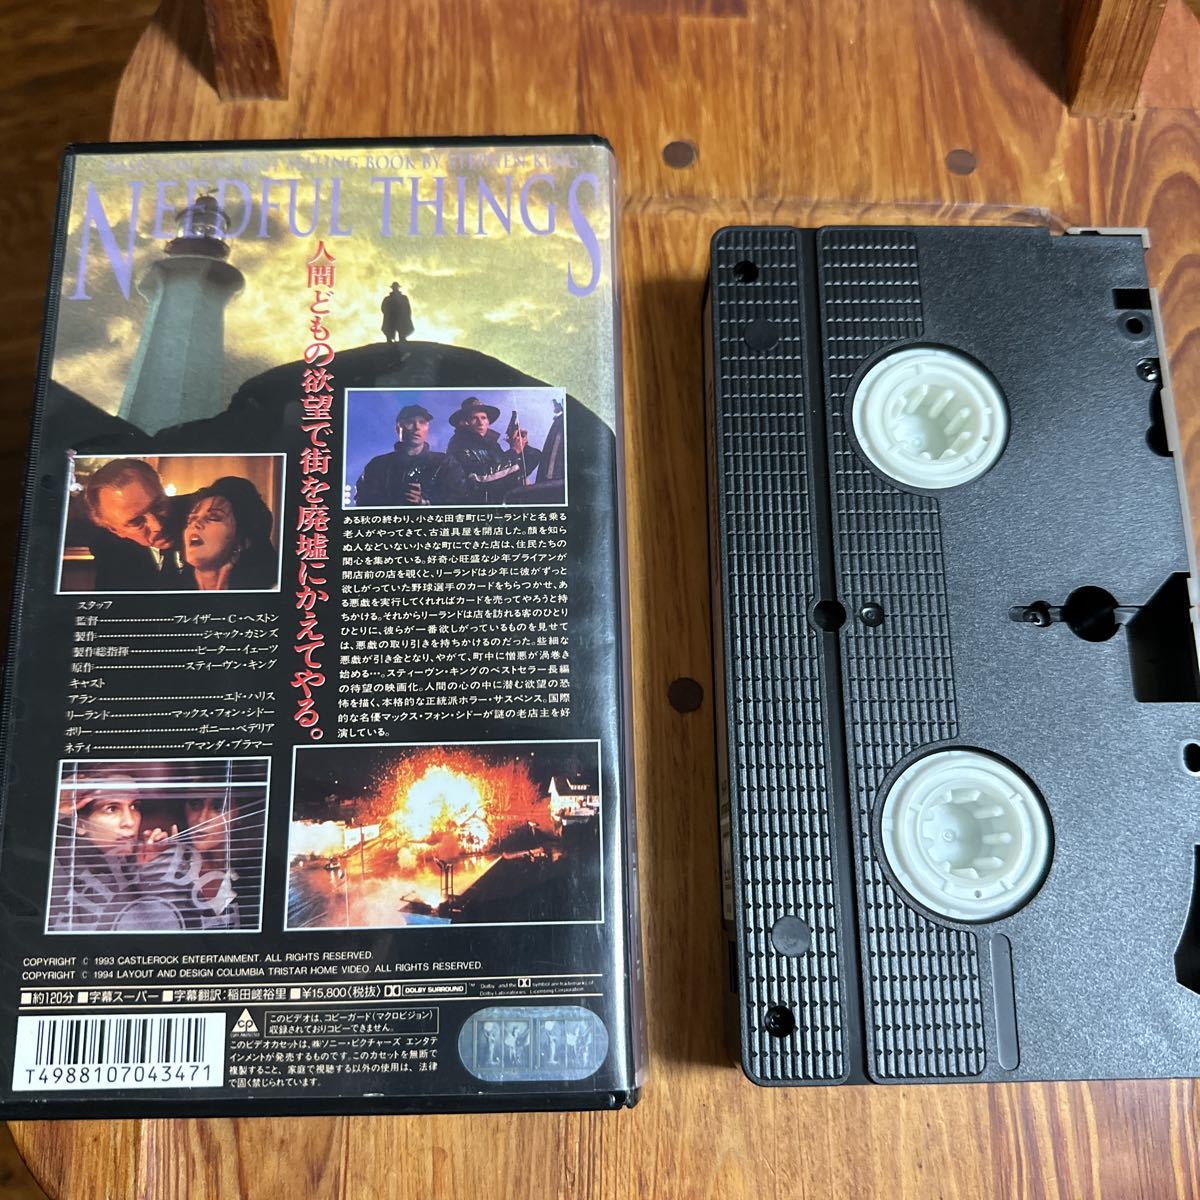 BASED ON THE BEST SELLING BOOK BY STEPHEN KING
NEEDFUL THINGS
人間どもの欲望で街を廃墟にかえてやる。
ある秋の終わり、小さな田舎町にリーランドと名乗る
老人がやってきて、古道具屋を開店した。顔を知ら
ぬ人などいない小さな町にできた店は、住民たちの
関心を集めている。好奇心旺盛な少年ブライアンが
開店前の店を覗くと、リーランドは少年に彼がずっと
欲しがっていた野球選手のカードをちらつかせ、あ
る悪戯を実行してくれればカードを売ってやろうと持
ちかける。それからリーランドは店を訪れる客のひとり
ひとりに、彼らが一番欲しがっているものを見せて
は、悪戯の取り引きを持ちかけるのだった。些細な
悪戯が引き金となり、やがて、町中に憎悪が渦巻き
始める…。スティーヴン・キングのベストセラー長編
の待望の映画化。人間の心の中に潜む欲望の恐
怖を描く、本格的な正統派ホラー・サスペンス。国際
的な名優マックス・フォン・シドーが謎の老店主を好
演している。
スタッフ
監督--------フレイザー・C・ヘストン
製作--------ジャック・カミンズ
製作総指揮--------ピーター・イェーツ
原作--------スティーヴン・キング
キャスト
アラン--------エド・ハリス
リーランド--------マックス・フォン・シドー
ポリー--------ボニー・ベデリア
ネティ--------アマンダ・プラマー
COPYRIGHT © 1993 CASTLEROCK ENTERTAINMENT. ALL RIGHTS RESERVED.
COPYRIGHT © 1994 LAYOUT AND DESIGN COLUMBIA TRISTAR HOME VIDEO. ALL RIGHTS RESERVED.
■約120分 ■字幕スーパー ■字幕翻訳:稲田嵯裕里 ■¥15,800〈税抜〉 DOLBY SURROUND TM Dolby and the symbol are trademarks of
Dolby Laboratories Licensing Corporation.
T4988107043471
cp
このビデオは、コピーガード(マクロビジョン)
収録されておりコピーできません。
このビデオカセットは、㈱ソニー・ピクチャーズ エンタテ
インメントが発売するものです。このカセットを無断で
複製すること、家庭で視聴する以外の使用は、法律
で固く禁じられています。